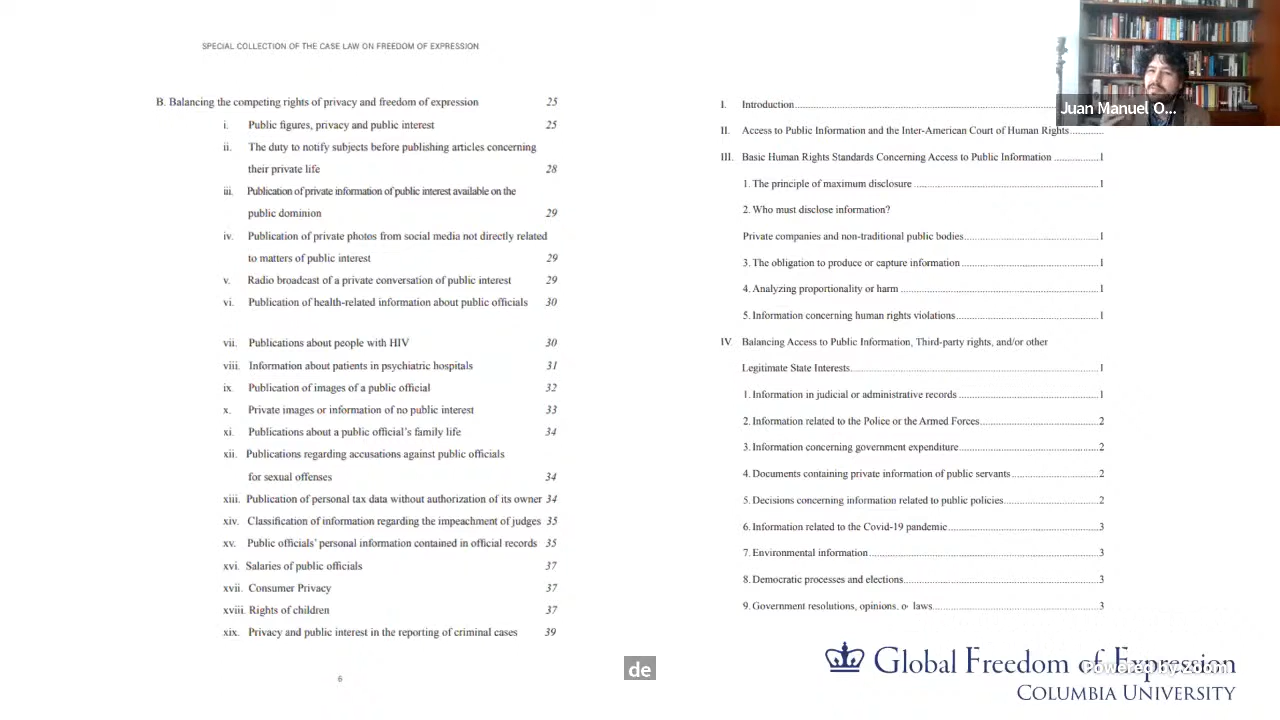 SPECIAL COLLECTION OF THE CASE LAW ON FREEDOM OF EXPRESSION
B. Balancing the competing rights of privacy and freedom of expression 25
i. Public figures, privacy and public interest 25
ii. The duty to notify subjects before publishing articles concerning
their private life 28
iii. Publication of private information of public interest available on the
public dominion 29
iv. Publication of private photos from social media not directly related
to matters of public interest 29
v. Radio broadcast of a private conversation of public interest 29
vi. Publication of health-related information about public officials 30
vii. Publications about people with HIV 30
viii. Information about patients in psychiatric hospitals 31
ix. Publication of images of a public official 32
x. Private images or information of no public interest 33
xi. Publications about a public official's family life 34
xii. Publications regarding accusations against public officials
for sexual offenses 34
xiii. Publication of personal tax data without authorization of its owner 34
xiv. Classification of information regarding the impeachment of judges 35
xv. Public officials' personal information contained in official records 35
xvi. Salaries of public officials 37
xvii. Consumer Privacy 37
xviii. Rights of children 37
xix. Privacy and public interest in the reporting of criminal cases 39
6
I. Introduction
II. Access to Public Information and the Inter-American Court of Human Rights
III. Basic Human Rights Standards Concerning Access to Public Information 1
1. The principle of maximum disclosure 1
2. Who must disclose information?
Private companies and non-traditional public bodies 1
3. The obligation to produce or capture information 1
4. Analyzing proportionality or harm 1
5. Information concerning human rights violations 1
IV. Balancing Access to Public Information, Third-party rights, and/or other
Legitimate State Interests 1
1. Information in judicial or administrative records 1
2. Information related to the Police or the Armed Forces 2
3. Information concerning government expenditure 2
4. Documents containing private information of public servants 2
5. Decisions concerning information related to public policies 2
6. Information related to the Covid-19 pandemic 3
7. Environmental information 3
8. Democratic processes and elections 3
9. Government resolutions, opinions, o laws 3
Juan Manuel O...
de
Global Freedom of Expression
COLUMBIA UNIVERSITY
Powered by Zoom